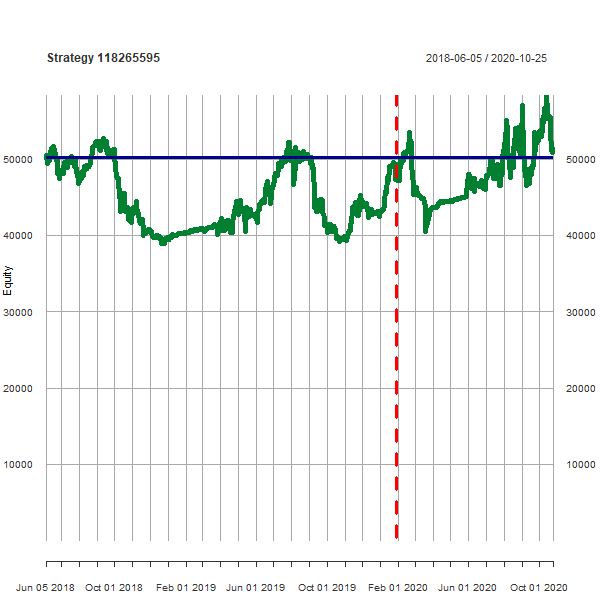 Strategy 118265595
2018-06-05 / 2020-10-25
50000
50000
40000
40000
Equity
30000
30000
20000
20000
10000
10000
Jun 05 2018
Oct 01 2018
Feb 01 2019
Jun 01 2019
Oct 01 2019
Feb 01 2020
Jun 01 2020
Oct 01 2020